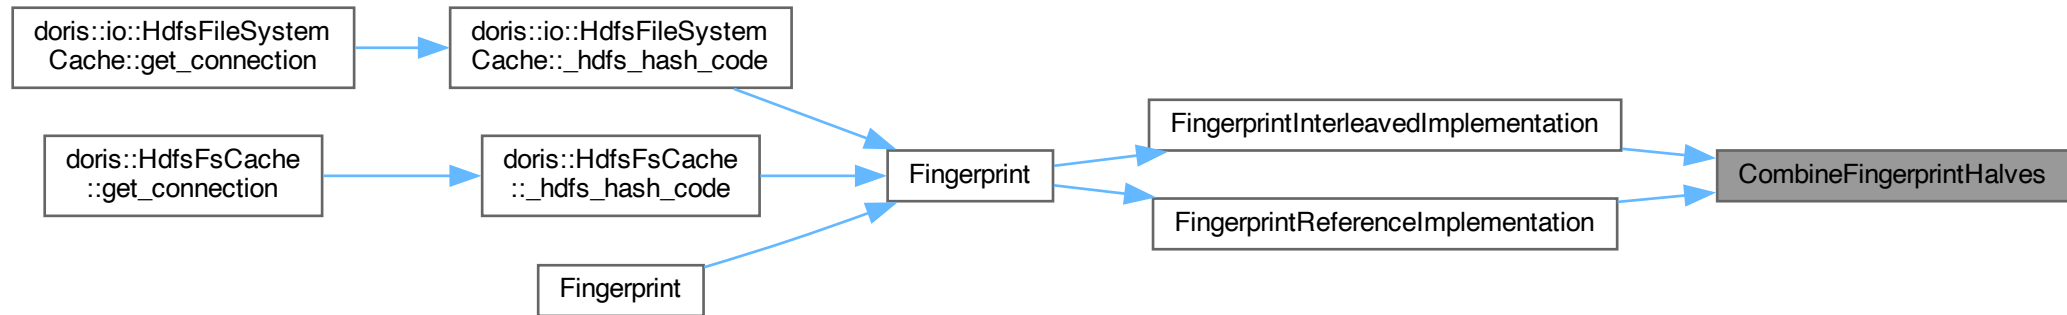 doris::io::HdfsFileSystem
Cache::get_connection
doris::io::HdfsFileSystem
Cache::_hdfs_hash_code
doris::HdfsFsCache
::get_connection
doris::HdfsFsCache
::_hdfs_hash_code
Fingerprint
Fingerprint
FingerprintInterleavedImplementation
FingerprintReferenceImplementation
CombineFingerprintHalves